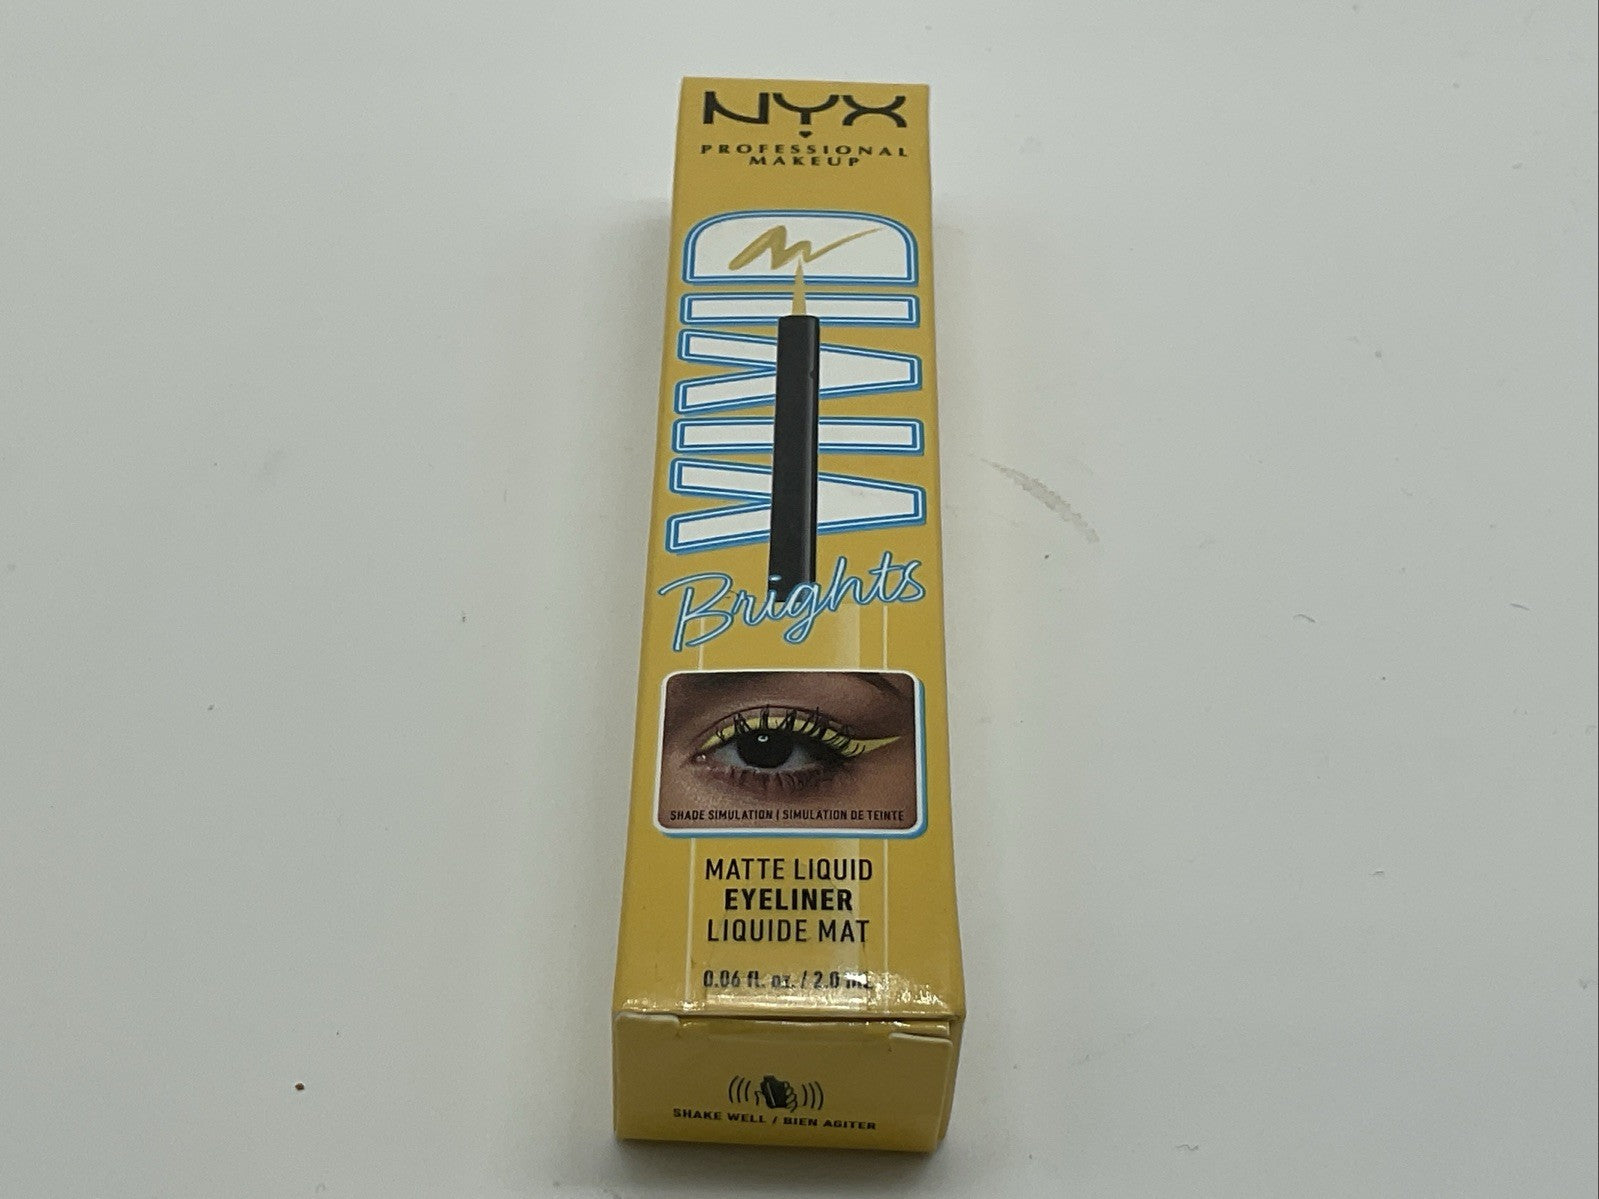 NYX
PROFESSIONAL
MAKEUP
VIVID
Brights
SHADE SIMULATION | SIMULATION DE TEINTE
MATTE LIQUID
EYELINER
LIQUIDE MAT
0.06 fl. oz. / 2.0 mL
SHAKE WELL / BIEN AGITER